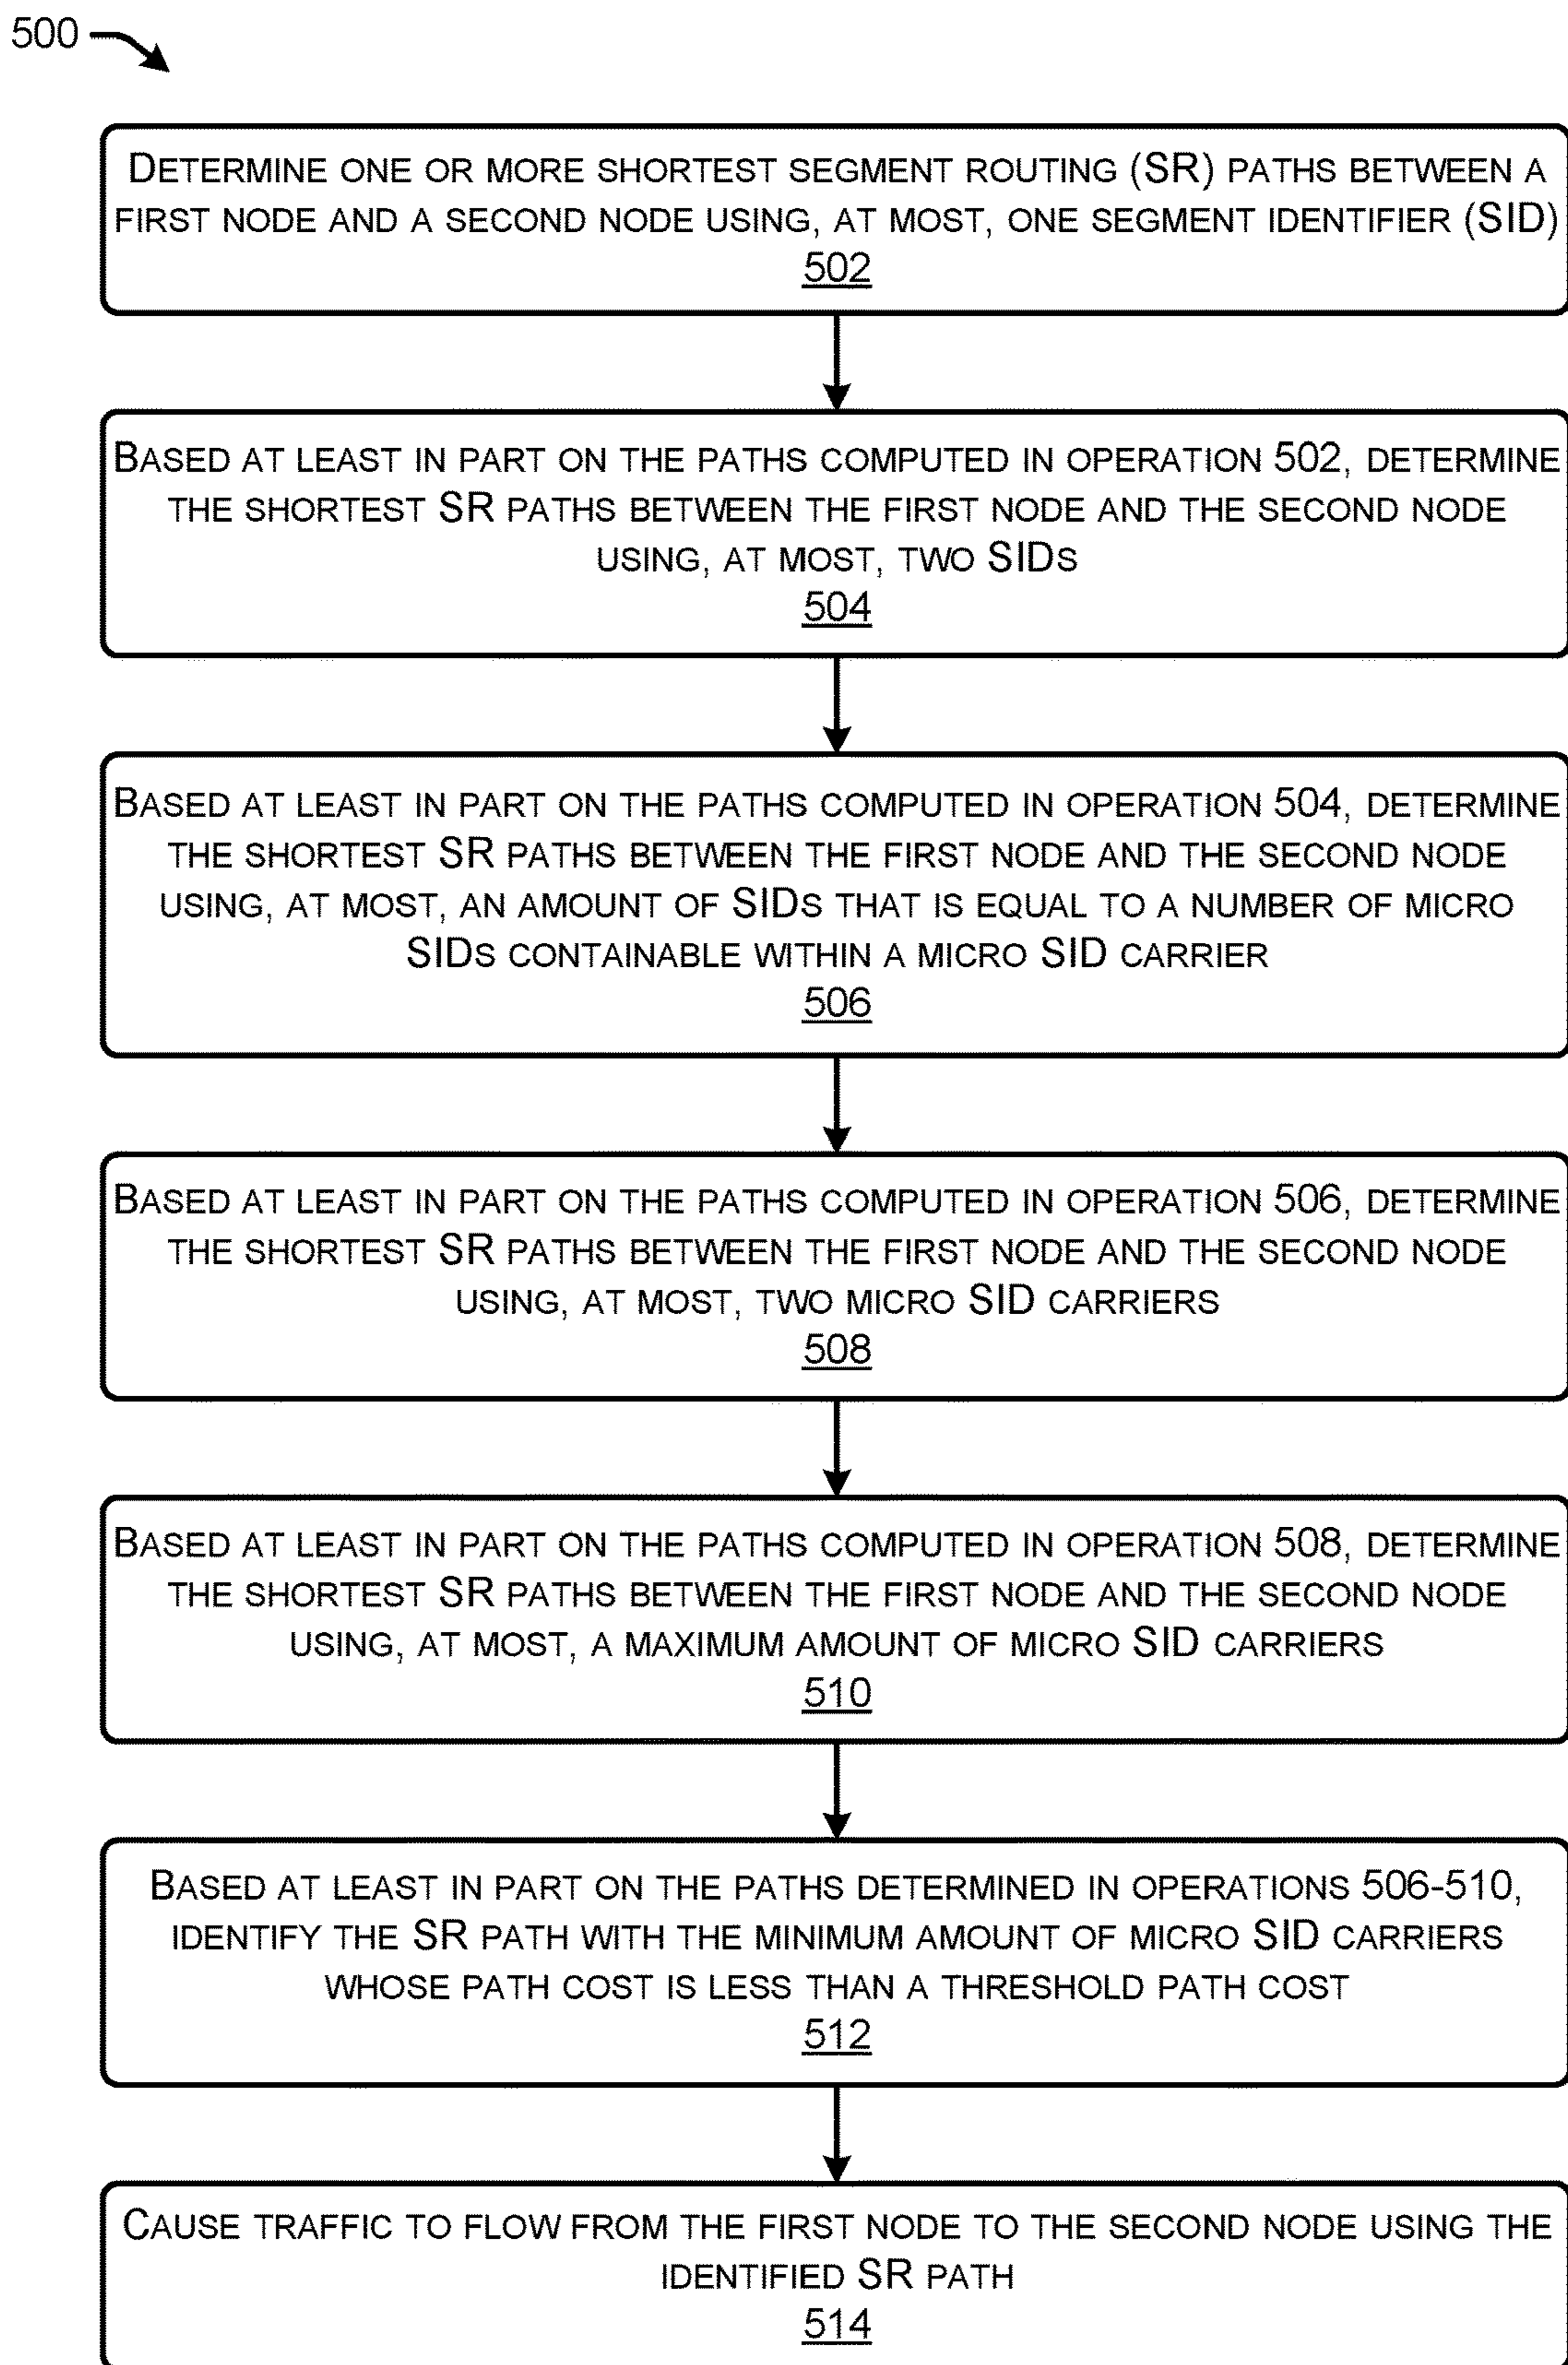 500
DETERMINE ONE OR MORE SHORTEST SEGMENT ROUTING (SR) PATHS BETWEEN A
FIRST NODE AND A SECOND NODE USING, AT MOST, ONE SEGMENT IDENTIFIER (SID)
502
BASED AT LEAST IN PART ON THE PATHS COMPUTED IN OPERATION 502, DETERMINE
THE SHORTEST SR PATHS BETWEEN THE FIRST NODE AND THE SECOND NODE
USING, AT MOST, TWO SIDS
504
BASED AT LEAST IN PART ON THE PATHS COMPUTED IN OPERATION 504, DETERMINE
THE SHORTEST SR PATHS BETWEEN THE FIRST NODE AND THE SECOND NODE
USING, AT MOST, AN AMOUNT OF SIDS THAT IS EQUAL TO A NUMBER OF MICRO
SIDS CONTAINABLE WITHIN A MICRO SID CARRIER
506
BASED AT LEAST IN PART ON THE PATHS COMPUTED IN OPERATION 506, DETERMINE
THE SHORTEST SR PATHS BETWEEN THE FIRST NODE AND THE SECOND NODE
USING, AT MOST, TWO MICRO SID CARRIERS
508
BASED AT LEAST IN PART ON THE PATHS COMPUTED IN OPERATION 508, DETERMINE
THE SHORTEST SR PATHS BETWEEN THE FIRST NODE AND THE SECOND NODE
USING, AT MOST, A MAXIMUM AMOUNT OF MICRO SID CARRIERS
510
BASED AT LEAST IN PART ON THE PATHS DETERMINED IN OPERATIONS 506-510,
IDENTIFY THE SR PATH WITH THE MINIMUM AMOUNT OF MICRO SID CARRIERS
WHOSE PATH COST IS LESS THAN A THRESHOLD PATH COST
512
CAUSE TRAFFIC TO FLOW FROM THE FIRST NODE TO THE SECOND NODE USING THE
IDENTIFIED SR PATH
514